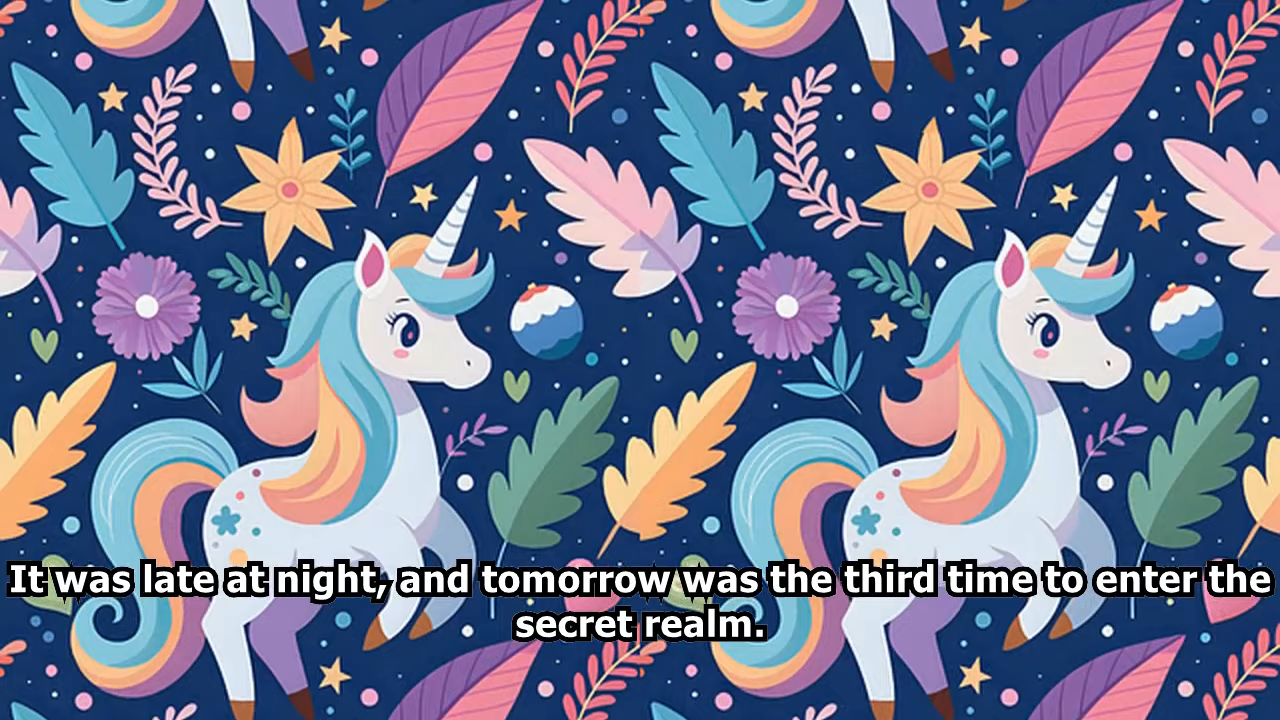 It was late at night, and tomorrow was the third time to enter the
secret realm.